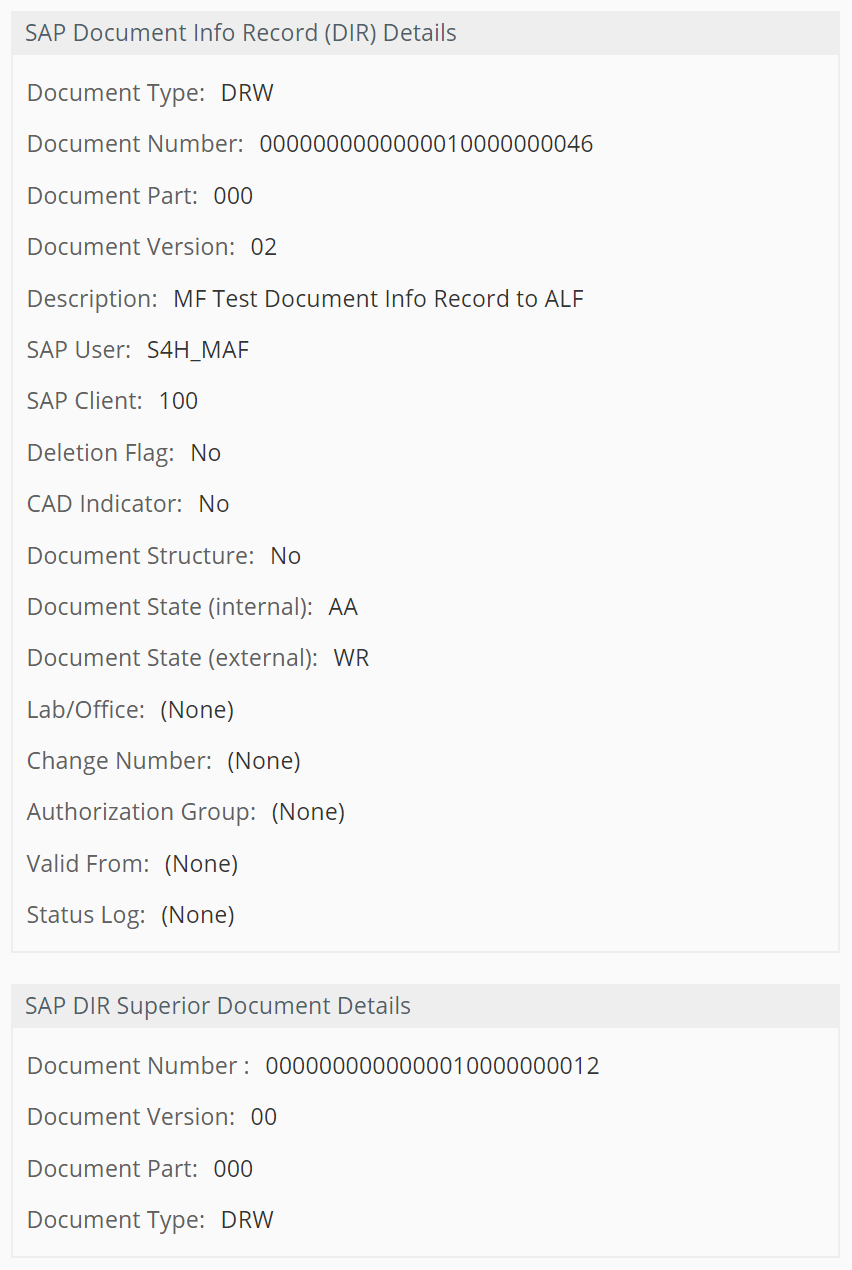 SAP Document Info Record (DIR) Details
Document Type: DRW
Document Number: 0000000000000010000000046
Document Part: 000
Document Version: 02
Description: MF Test Document Info Record to ALF
SAP User: S4H_MAF
SAP Client: 100
Deletion Flag: No
CAD Indicator: No
Document Structure: No
Document State (internal): AA
Document State (external): WR
Lab/Office: (None)
Change Number: (None)
Authorization Group: (None)
Valid From: (None)
Status Log: (None)
SAP DIR Superior Document Details
Document Number : 0000000000000010000000012
Document Version: 00
Document Part: 000
Document Type: DRW